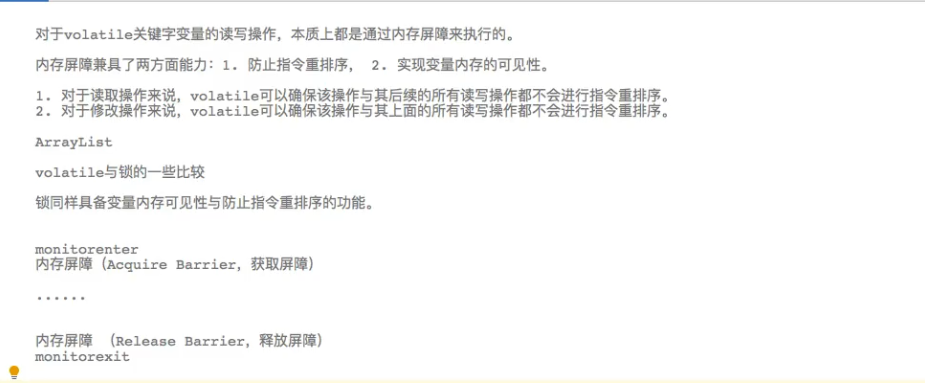 对于volatile关键字变量的读写操作，本质上都是通过内存屏障来执行的。
内存屏障兼具了两方面能力：1. 防止指令重排序， 2. 实现变量内存的可见性。
1. 对于读取操作来说，volatile可以确保该操作与其后续的所有读写操作都不会进行指令重排序。
2. 对于修改操作来说，volatile可以确保该操作与其上面的所有读写操作都不会进行指令重排序。
ArrayList
volatile与锁的一些比较
锁同样具备变量内存可见性与防止指令重排序的功能。
monitorenter
内存屏障（Acquire Barrier，获取屏障）
......
内存屏障 （Release Barrier，释放屏障）
monitorexit